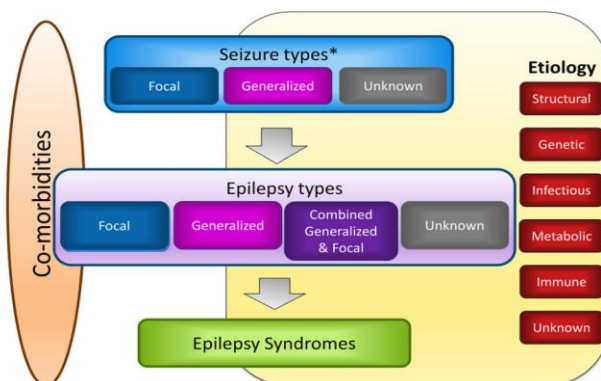 Co-morbidities
Seizure types*
Focal
Generalized
Unknown
Epilepsy types
Focal
Generalized
Combined
Generalized
& Focal
Unknown
Epilepsy Syndromes
Etiology
Structural
Genetic
Infectious
Metabolic
Immune
Unknown